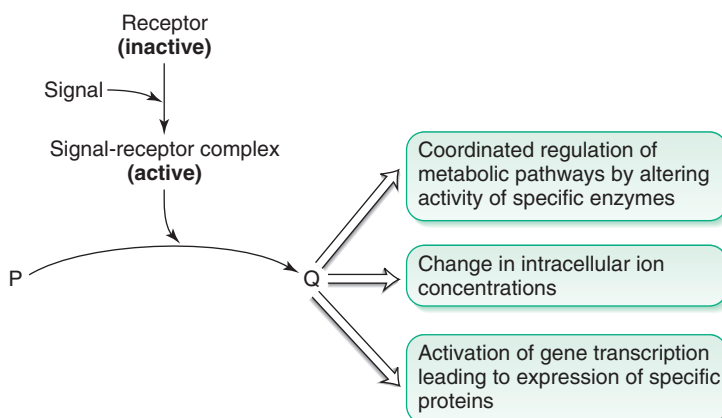 Receptor
(inactive)
Signal
Signal-receptor complex
(active)
P
Q
Coordinated regulation of
metabolic pathways by altering
activity of specific enzymes
Change in intracellular ion
concentrations
Activation of gene transcription
leading to expression of specific
proteins